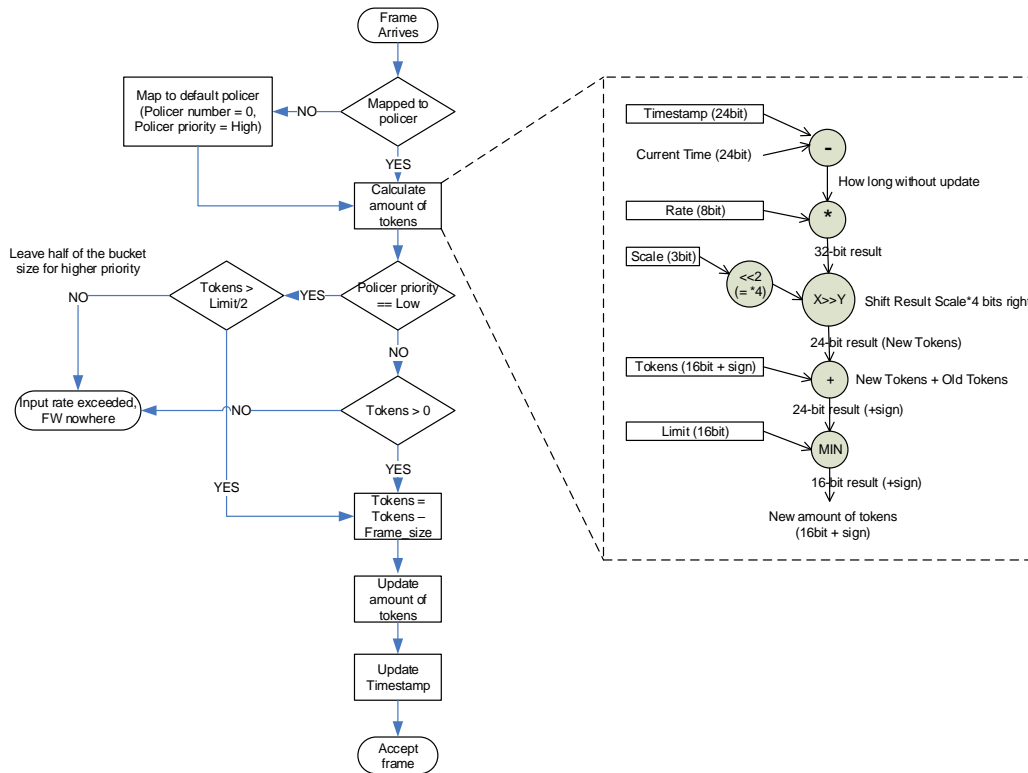 Frame
Arrives
Map to default policer
(Policer number = 0,
Policer priority = High)
NO
Mapped to
policer
YES
Calculate
amount of
tokens
Leave half of the bucket
size for higher priority
NO
Tokens >
Limit/2
YES
Policer priority
== Low
NO
Input rate exceeded,
FW nowhere
NO
Tokens > 0
YES
YES
Tokens =
Tokens –
Frame_size
Update
amount of
tokens
Update
Timestamp
Accept
frame
Timestamp (24bit)
Current Time (24bit)
-
How long without update
Rate (8bit)
*
32-bit result
Scale (3bit)
<<2
(= *4)
X>>Y
Shift Result Scale*4 bits right
24-bit result (New Tokens)
Tokens (16bit + sign)
+
New Tokens + Old Tokens
24-bit result (+sign)
Limit (16bit)
MIN
16-bit result (+sign)
New amount of tokens
(16bit + sign)